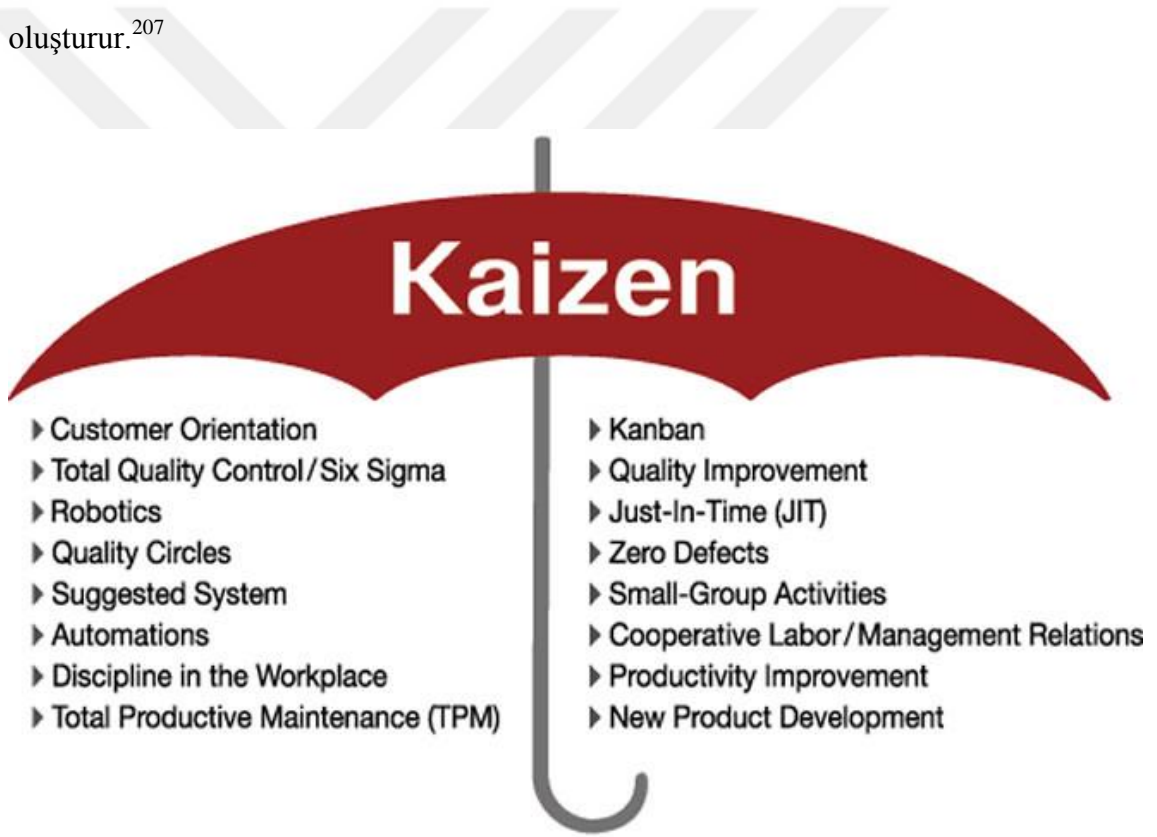 oluşturur.207
Kaizen
Customer Orientation
Total Quality Control/Six Sigma
Robotics
Quality Circles
Suggested System
Automations
Discipline in the Workplace
Total Productive Maintenance (TPM)
Kanban
Quality Improvement
Just-In-Time (JIT)
Zero Defects
Small-Group Activities
Cooperative Labor/Management Relations
Productivity Improvement
New Product Development